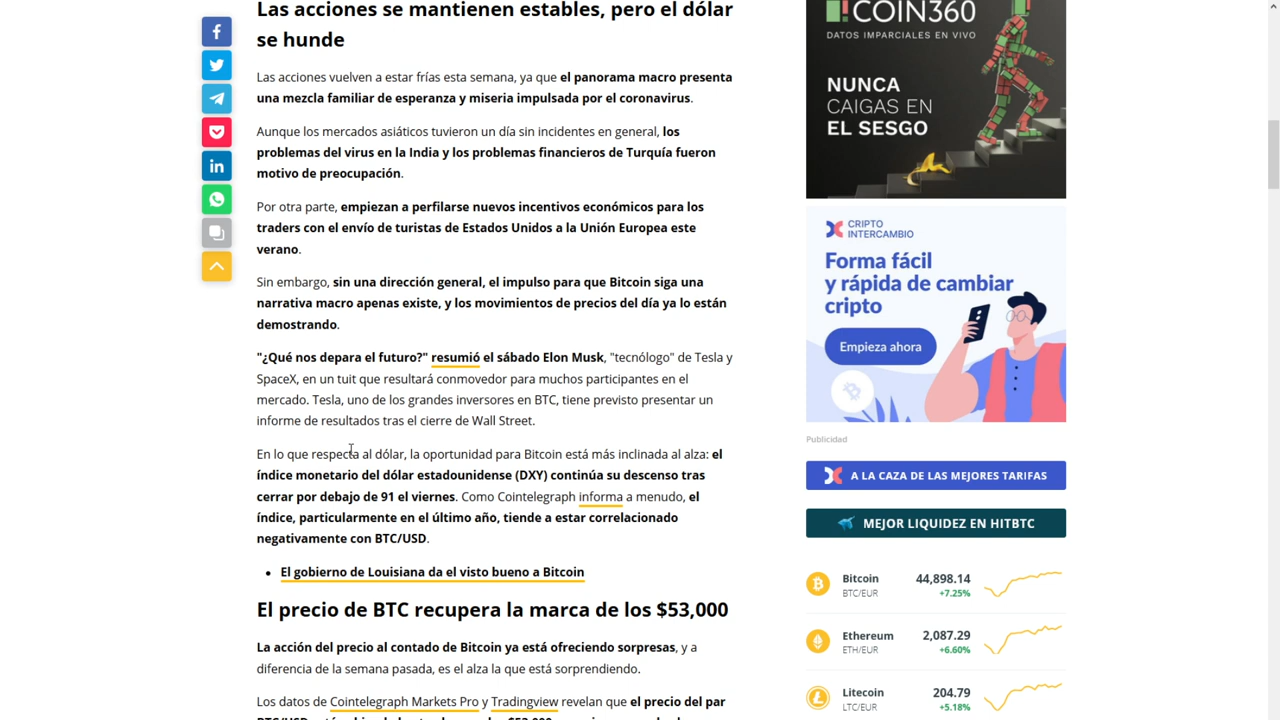 Las acciones se mantienen estables, pero el dólar
se hunde
Las acciones vuelven a estar frías esta semana, ya que el panorama macro presenta
una mezcla familiar de esperanza y miseria impulsada por el coronavirus.
Aunque los mercados asiáticos tuvieron un día sin incidentes en general, los
problemas del virus en la India y los problemas financieros de Turquía fueron
motivo de preocupación.
Por otra parte, empiezan a perfilarse nuevos incentivos económicos para los
traders con el envío de turistas de Estados Unidos a la Unión Europea este
verano.
Sin embargo, sin una dirección general, el impulso para que Bitcoin siga una
narrativa macro apenas existe, y los movimientos de precios del día ya lo están
demostrando.
"¿Qué nos depara el futuro?" resumió el sábado Elon Musk, "tecnólogo" de Tesla y
SpaceX, en un tuit que resultará conmovedor para muchos participantes en el
mercado. Tesla, uno de los grandes inversores en BTC, tiene previsto presentar un
informe de resultados tras el cierre de Wall Street.
En lo que respecta al dólar, la oportunidad para Bitcoin está más inclinada al alza: el
índice monetario del dólar estadounidense (DXY) continúa su descenso tras
cerrar por debajo de 91 el viernes. Como Cointelegraph informa a menudo, el
índice, particularmente en el último año, tiende a estar correlacionado
negativamente con BTC/USD.
• El gobierno de Louisiana da el visto bueno a Bitcoin
El precio de BTC recupera la marca de los $53,000
La acción del precio al contado de Bitcoin ya está ofreciendo sorpresas, y a
diferencia de la semana pasada, es el alza la que está sorprendiendo.
Los datos de Cointelegraph Markets Pro y Tradingview revelan que el precio del par
COIN360
DATOS IMPARCIALES EN VIVO
NUNCA
CAIGAS EN
EL SESGO
CRIPTO
INTERCAMBIO
Forma fácil
y rápida de cambiar
cripto
Empieza ahora
Publicidad
A LA CAZA DE LAS MEJORES TARIFAS
MEJOR LIQUIDEZ EN HITBTC
Bitcoin 44,898.14
BTC/EUR +7.25%
Ethereum 2,087.29
ETH/EUR +6.60%
Litecoin 204.79
LTC/EUR +5.18%